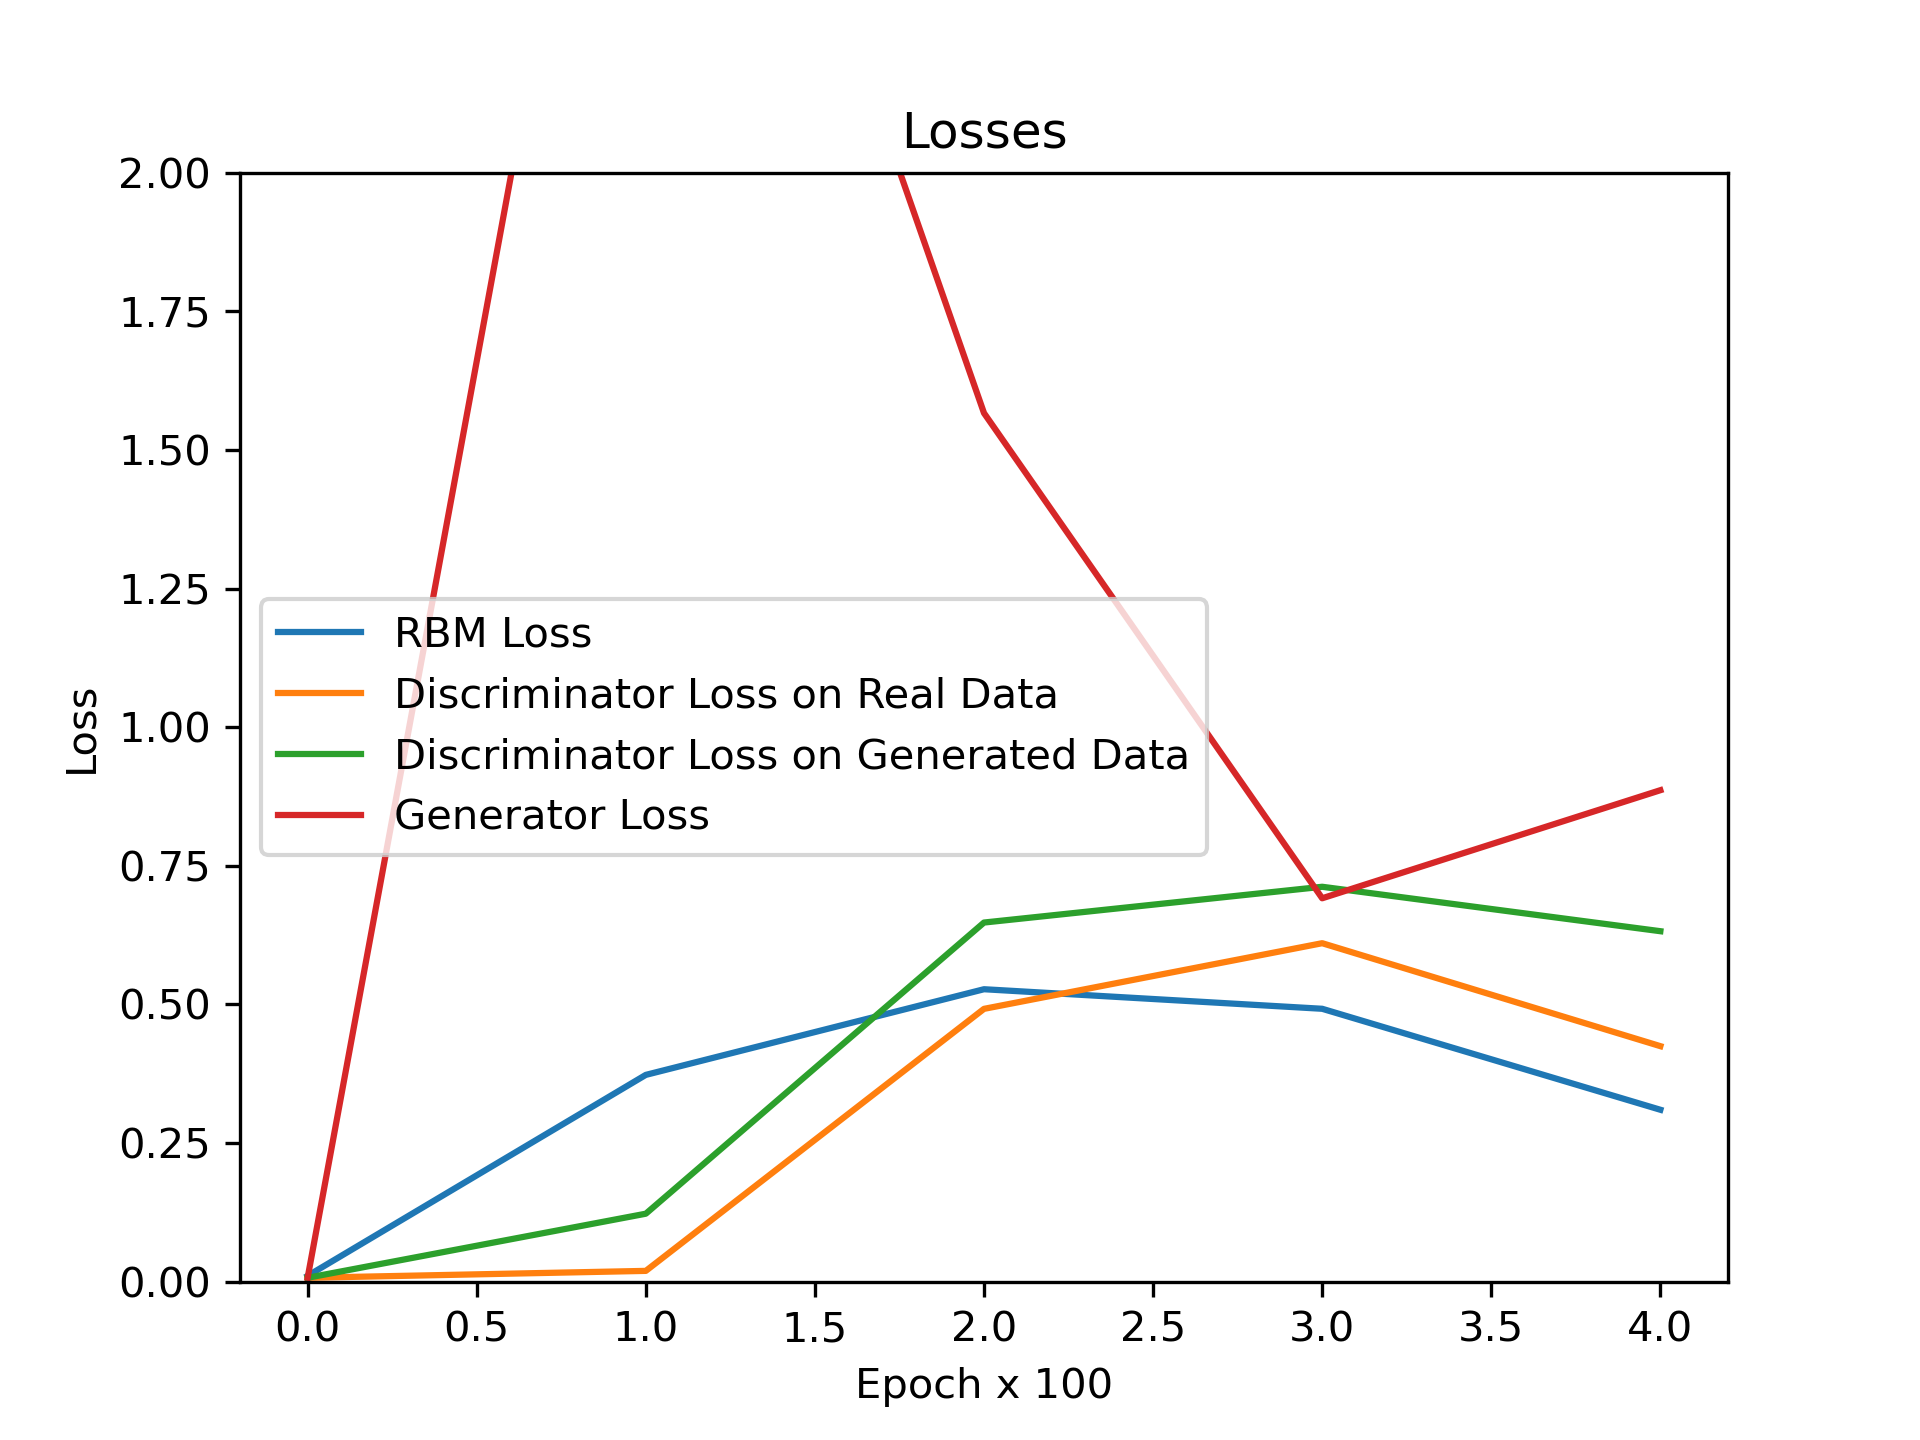 Losses
2.00
1.75
1.50
1.25
1.00
0.75
0.50
0.25
0.00
Loss
RBM Loss
Discriminator Loss on Real Data
Discriminator Loss on Generated Data
Generator Loss
0.0 0.5 1.0 1.5 2.0 2.5 3.0 3.5 4.0
Epoch x 100